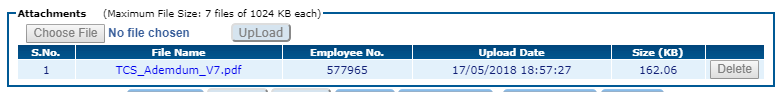 Attachments (Maximum File Size: 7 files of 1024 KB each)
Choose File No file chosen UpLoad
S.No. File Name Employee No. Upload Date Size (KB)
1 TCS_Ademdum_V7.pdf 577965 17/05/2018 18:57:27 162.06 Delete